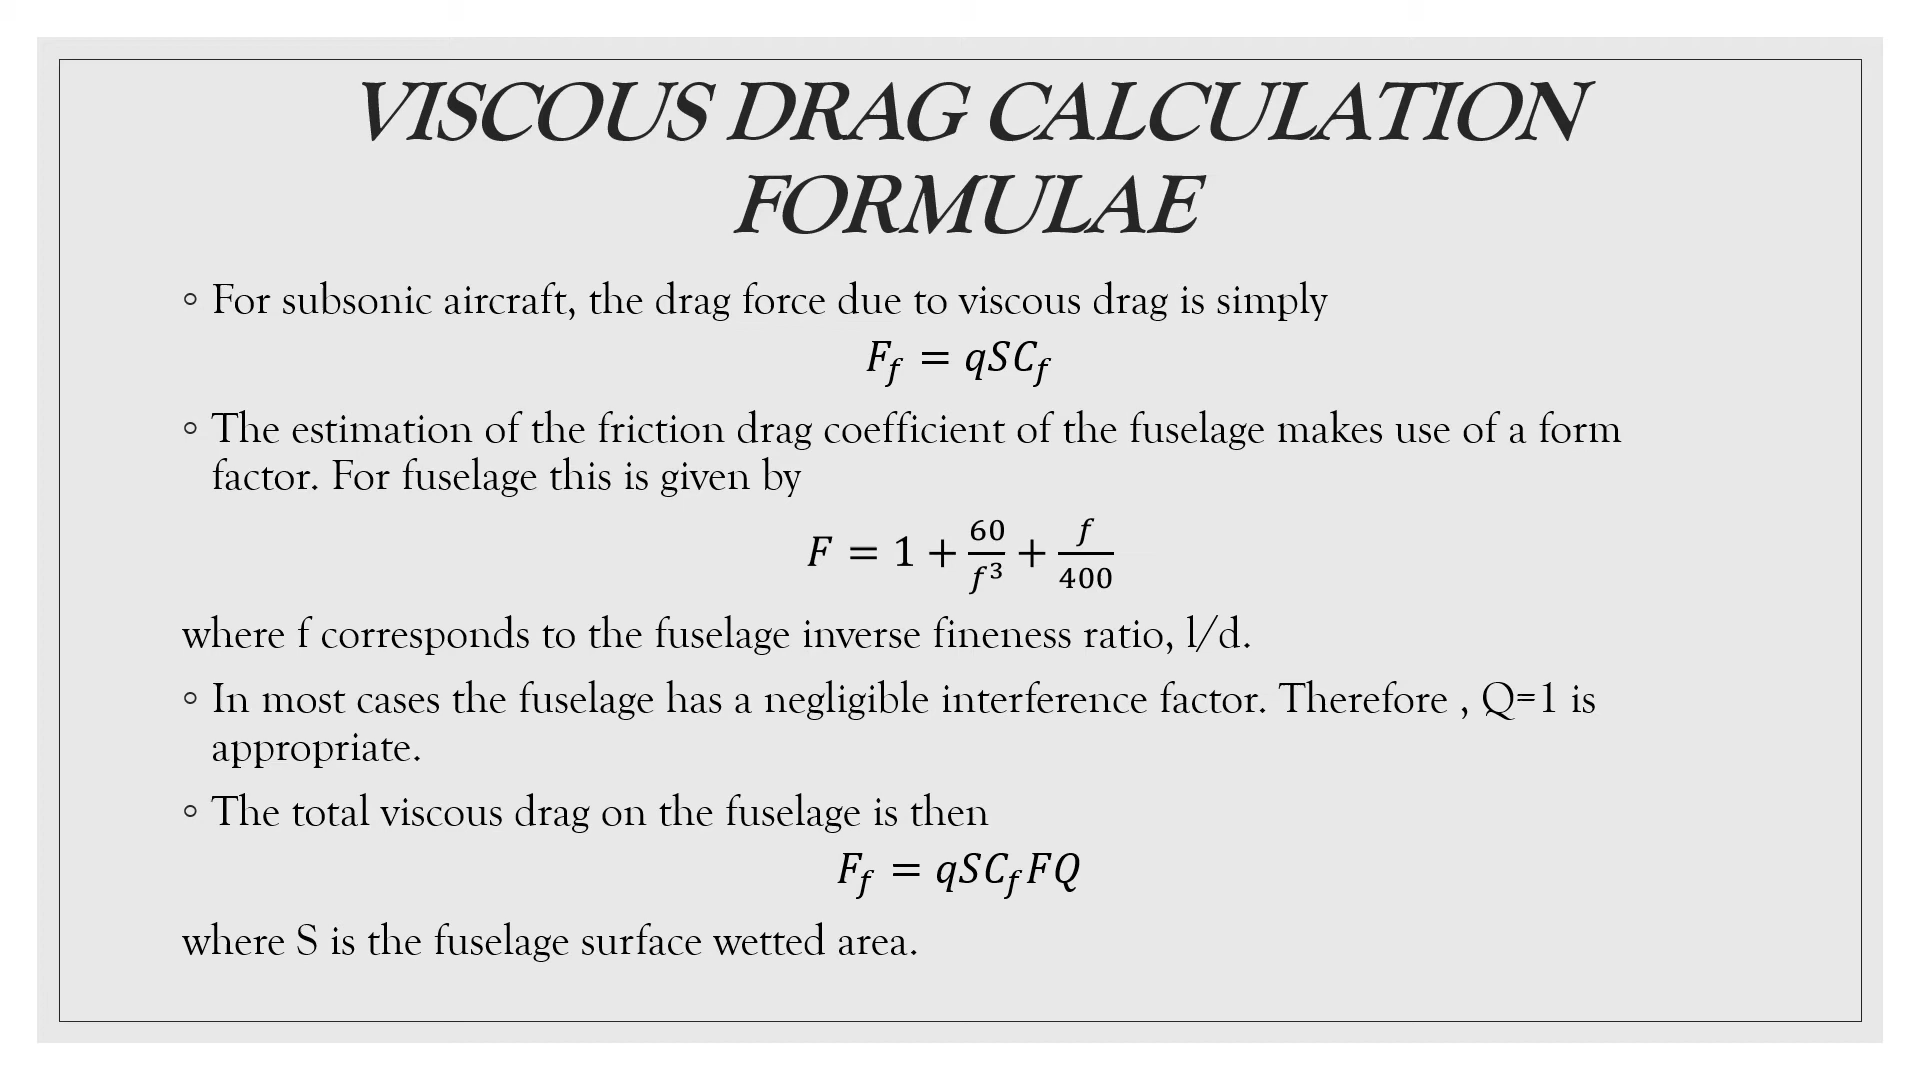 VISCOUS DRAG CALCULATION
FORMULAE
◦ For subsonic aircraft, the drag force due to viscous drag is simply
F_f = qSC_f
◦ The estimation of the friction drag coefficient of the fuselage makes use of a form
factor. For fuselage this is given by
F = 1 + 60/f³ + f/400
where f corresponds to the fuselage inverse fineness ratio, l/d.
◦ In most cases the fuselage has a negligible interference factor. Therefore , Q=1 is
appropriate.
◦ The total viscous drag on the fuselage is then
F_f = qSC_f FQ
where S is the fuselage surface wetted area.